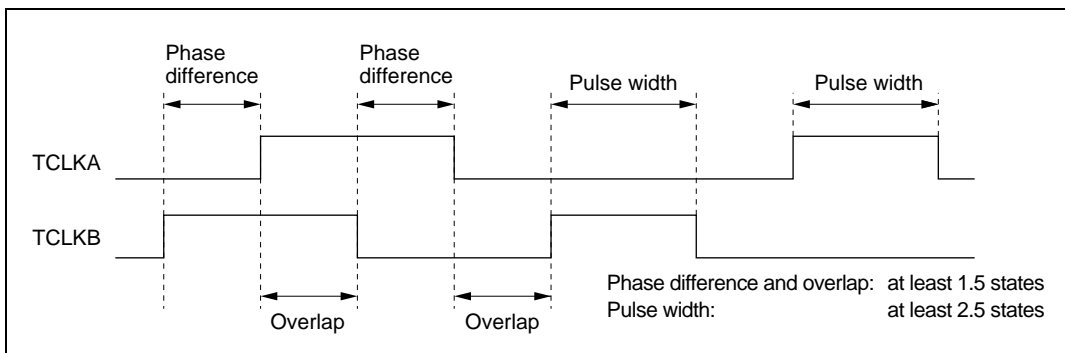 Phase
difference
Phase
difference
Pulse width
Pulse width
TCLKA
TCLKB
Overlap
Overlap
Phase difference and overlap: at least 1.5 states
Pulse width: at least 2.5 states